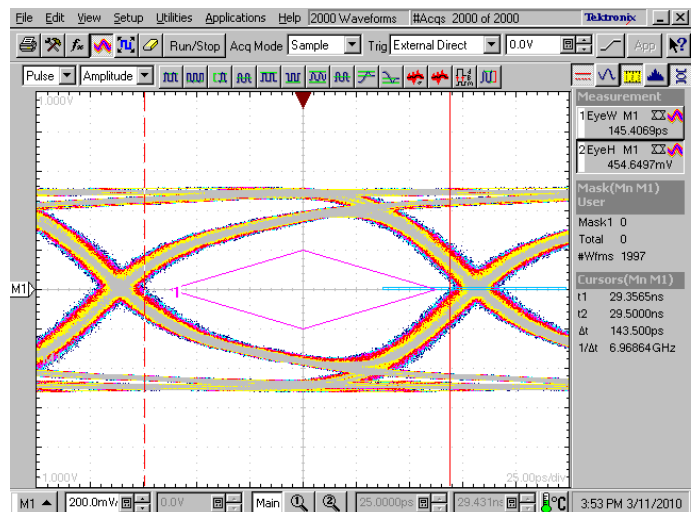 File Edit View Setup Utilities Applications Help 2000 Waveforms #Acqs 2000 of 2000 Tektronix
Run/Stop Acq Mode Sample Trig External Direct 0.0V App
Pulse Amplitude
1.000V
Measurement
1 EyeW M1
145.4069ps
2 EyeH M1
454.6497mV
Mask(Mn M1)
User
Mask1 0
Total 0
#Wfms 1997
Cursors(Mn M1)
t1 29.3565ns
t2 29.5000ns
Δt 143.500ps
1/Δt 6.96864GHz
M1
1
-1.000V 25.00ps/div
M1 200.0mV/ 0.0V Main 1 2 25.0000ps 29.431ns °C 3:53 PM 3/11/2010